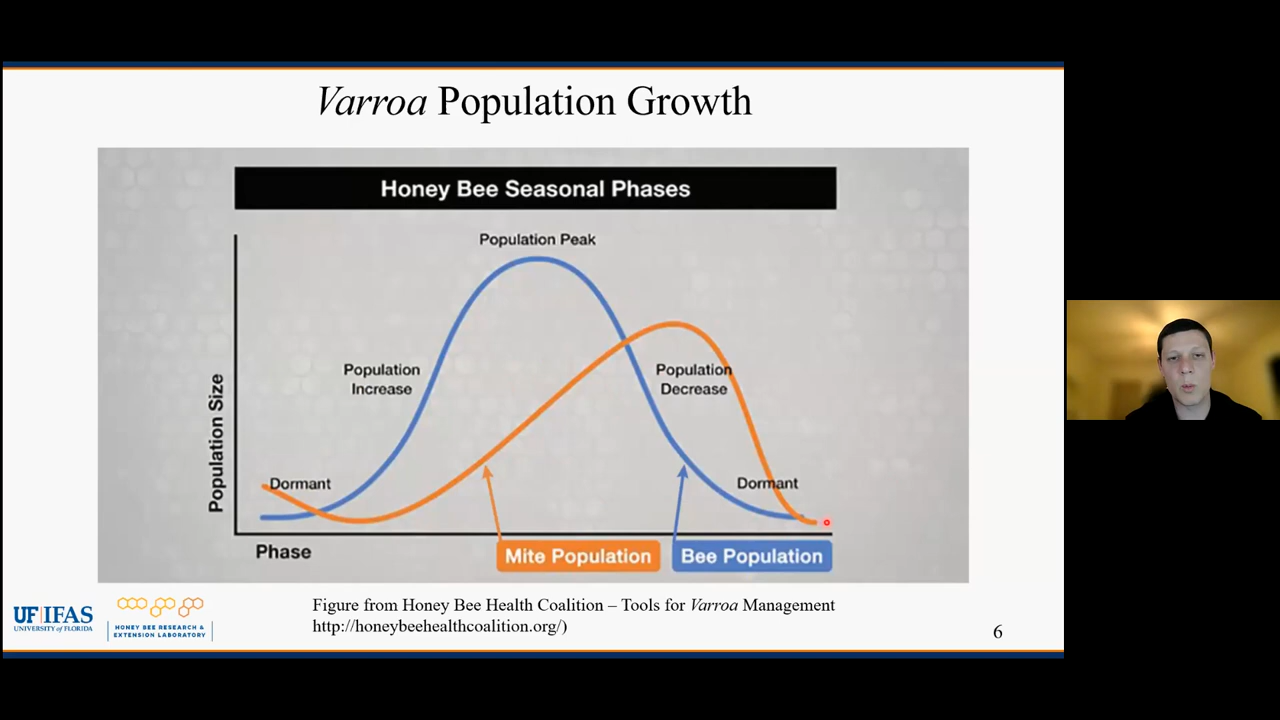 Varroa Population Growth
Honey Bee Seasonal Phases
Population Peak
Population
Increase
Population
Decrease
Population Size
Dormant
Dormant
Phase
Mite Population
Bee Population
UF|IFAS
UNIVERSITY of FLORIDA
HONEY BEE RESEARCH &
EXTENSION LABORATORY
Figure from Honey Bee Health Coalition – Tools for Varroa Management
http://honeybeehealthcoalition.org/)
6